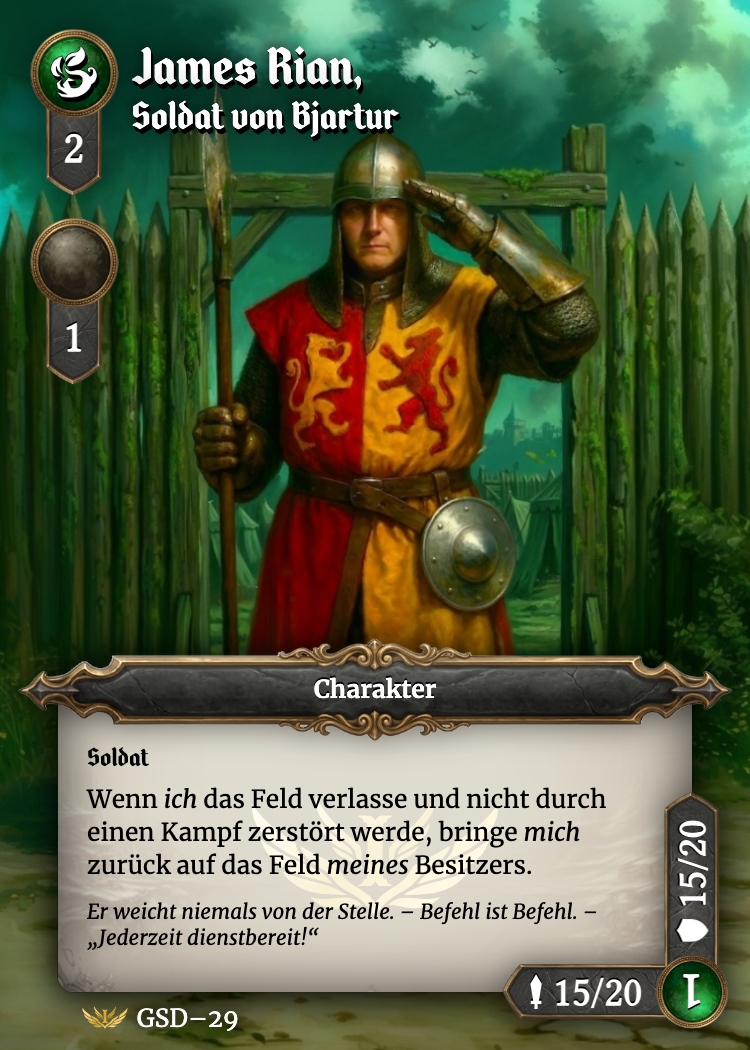 James Rian,
Soldat von Bjartur
2
1
Charakter
Soldat
Wenn ich das Feld verlasse und nicht durch
einen Kampf zerstört werde, bringe mich
zurück auf das Feld meines Besitzers.
Er weicht niemals von der Stelle. – Befehl ist Befehl. –
„Jederzeit dienstbereit!“
15/20
15/20
1
GSD–29